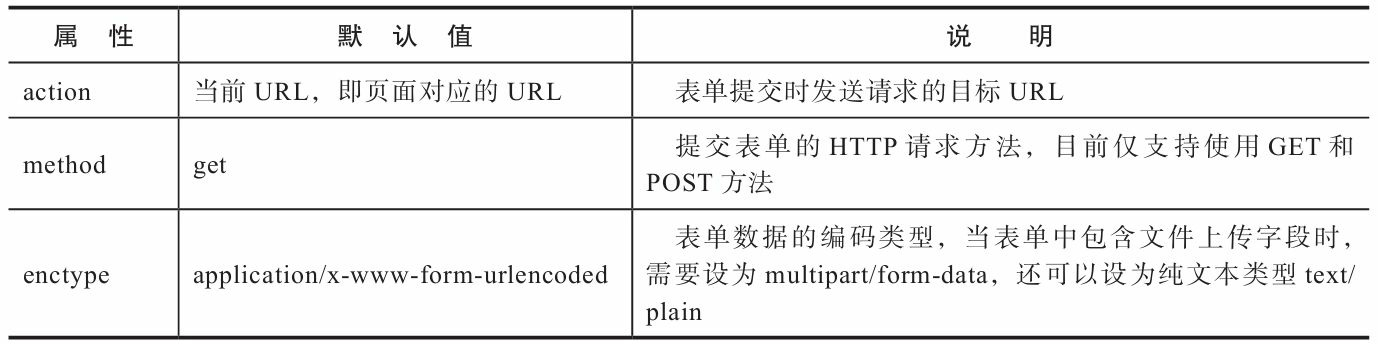 属 性 默 认 值 说 明
action 当前 URL，即页面对应的 URL 表单提交时发送请求的目标 URL
method get 提交表单的 HTTP 请求方法，目前仅支持使用 GET 和
POST 方法
enctype application/x-www-form-urlencoded 表单数据的编码类型，当表单中包含文件上传字段时，
需要设为 multipart/form-data，还可以设为纯文本类型 text/
plain